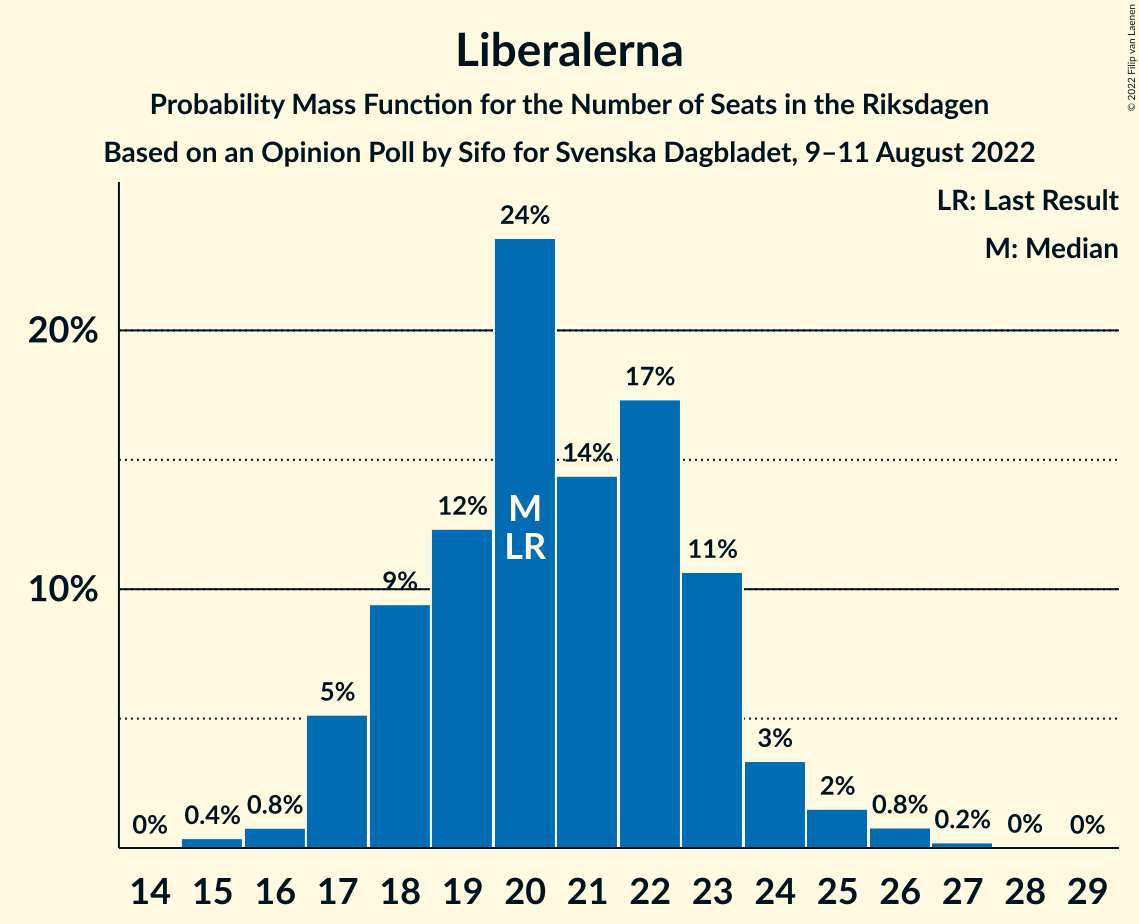 Liberalerna
Probability Mass Function for the Number of Seats in the Riksdagen
Based on an Opinion Poll by Sifo for Svenska Dagbladet, 9–11 August 2022
© 2022 Filip van Laenen
LR: Last Result
M: Median
24%
20%
17%
14%
12%
M
LR
11%
10%
9%
5%
3%
2%
0% 0.4% 0.8% 0.8% 0.2% 0% 0%
14 15 16 17 18 19 20 21 22 23 24 25 26 27 28 29